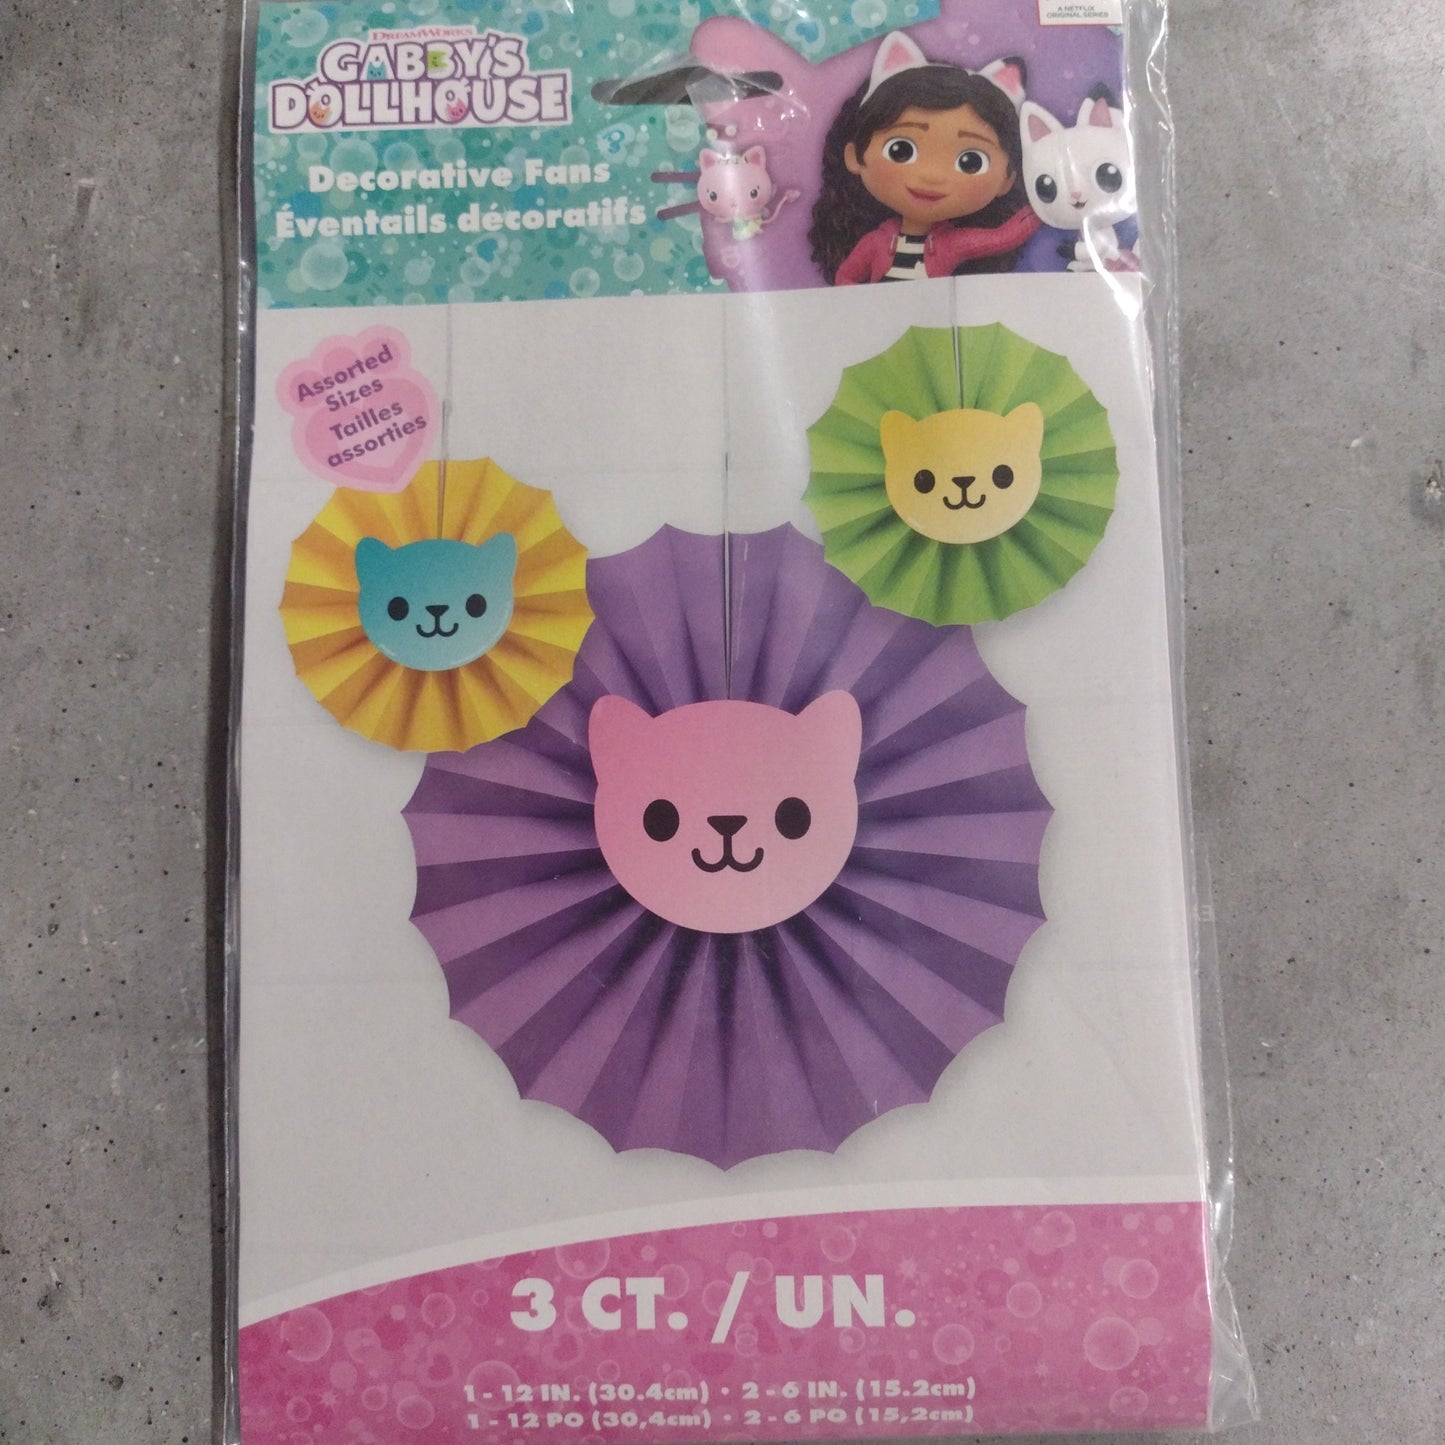 A NETFLIX
ORIGINAL SERIES
DREAMWORKS
GABBY'S
DOLLHOUSE
Decorative Fans
Éventails décoratifs
Assorted
Sizes
Tailles
assorties
3 CT. / UN.
1 - 12 IN. (30.4cm) • 2 - 6 IN. (15.2cm)
1 - 12 PO (30,4cm) • 2 - 6 PO (15,2cm)